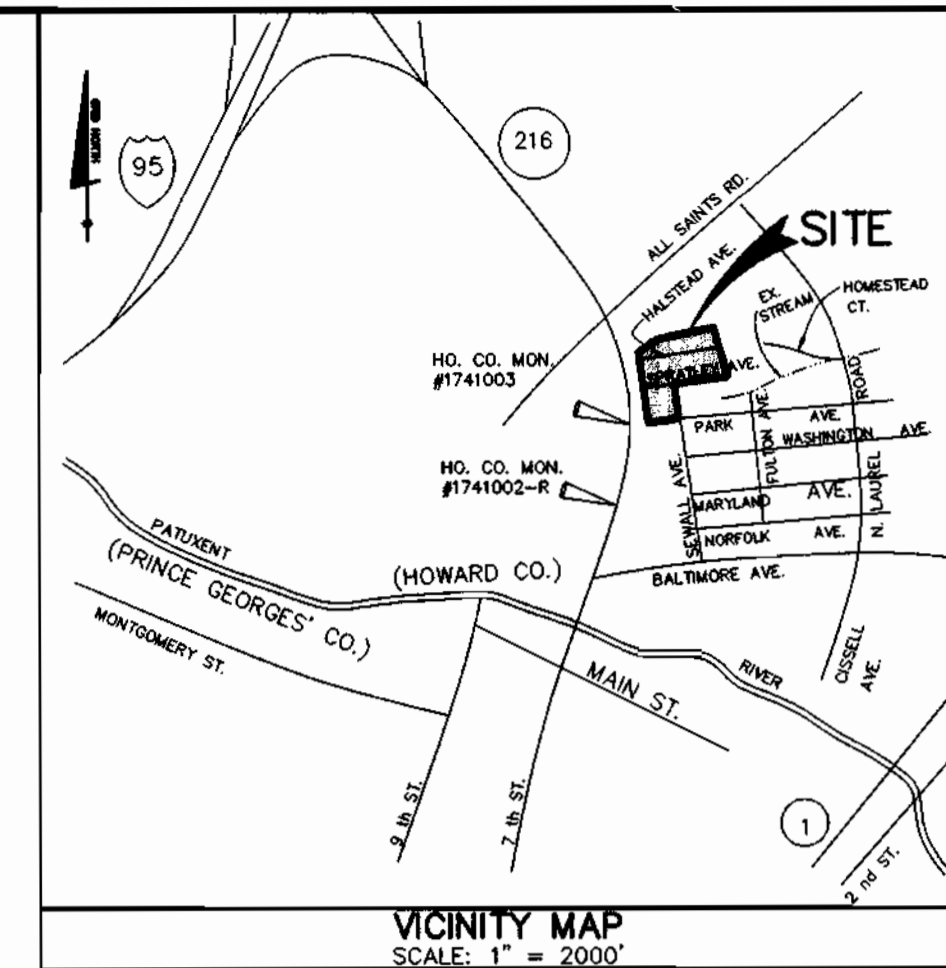 GRID NORTH
95
216
ALL SAINTS RD.
SITE
HALSTEAD AVE.
EX.
STREAM
HOMESTEAD
CT.
HO. CO. MON.
#1741003
SPRATLEY AVE.
ROAD
PARK AVE.
FULTON AVE.
WASHINGTON AVE.
HO. CO. MON.
#1741002-R
SEWALL AVE.
MARYLAND AVE.
N. LAUREL
NORFOLK AVE.
BALTIMORE AVE.
PATUXENT
(PRINCE GEORGES' CO.)
(HOWARD CO.)
MONTGOMERY ST.
MAIN ST.
RIVER
CISSELL
AVE.
9 th ST.
7 th ST.
1
2 nd ST.
VICINITY MAP
SCALE: 1" = 2000'